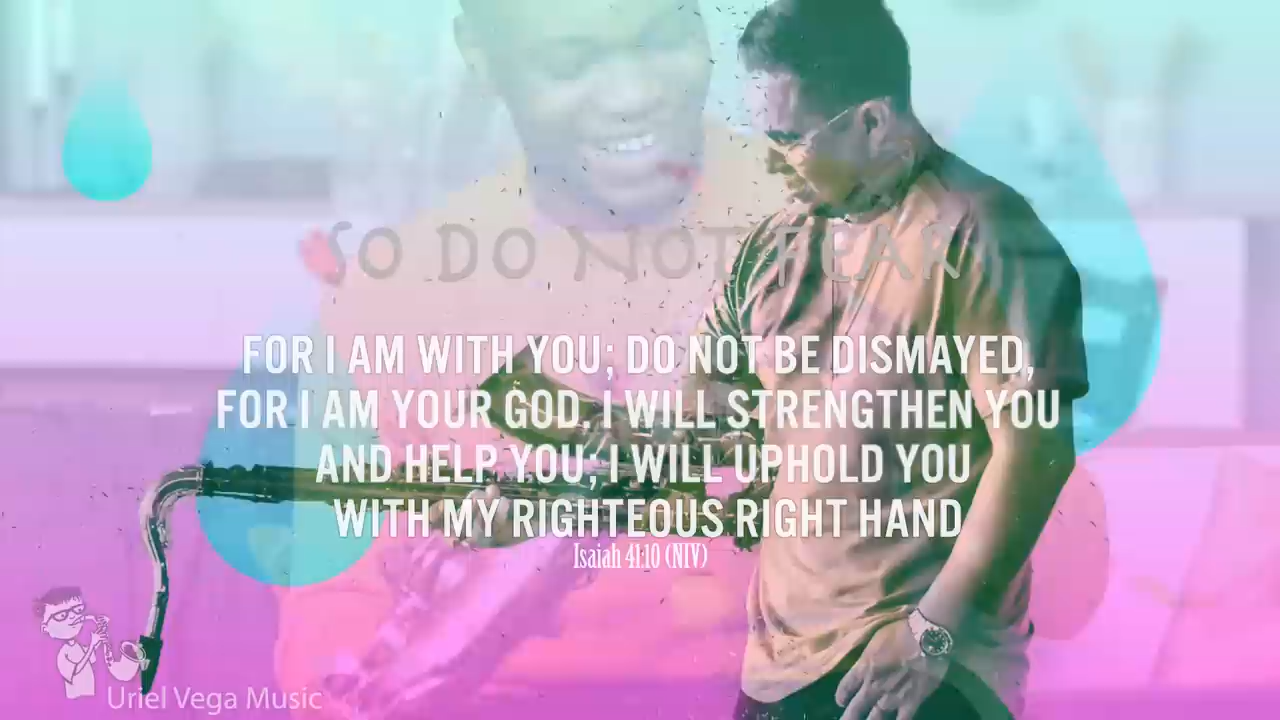 SO DO NOT FEAR
FOR I AM WITH YOU; DO NOT BE DISMAYED,
FOR I AM YOUR GOD. I WILL STRENGTHEN YOU
AND HELP YOU; I WILL UPHOLD YOU
WITH MY RIGHTEOUS RIGHT HAND
Isaiah 41:10 (NIV)
Uriel Vega Music